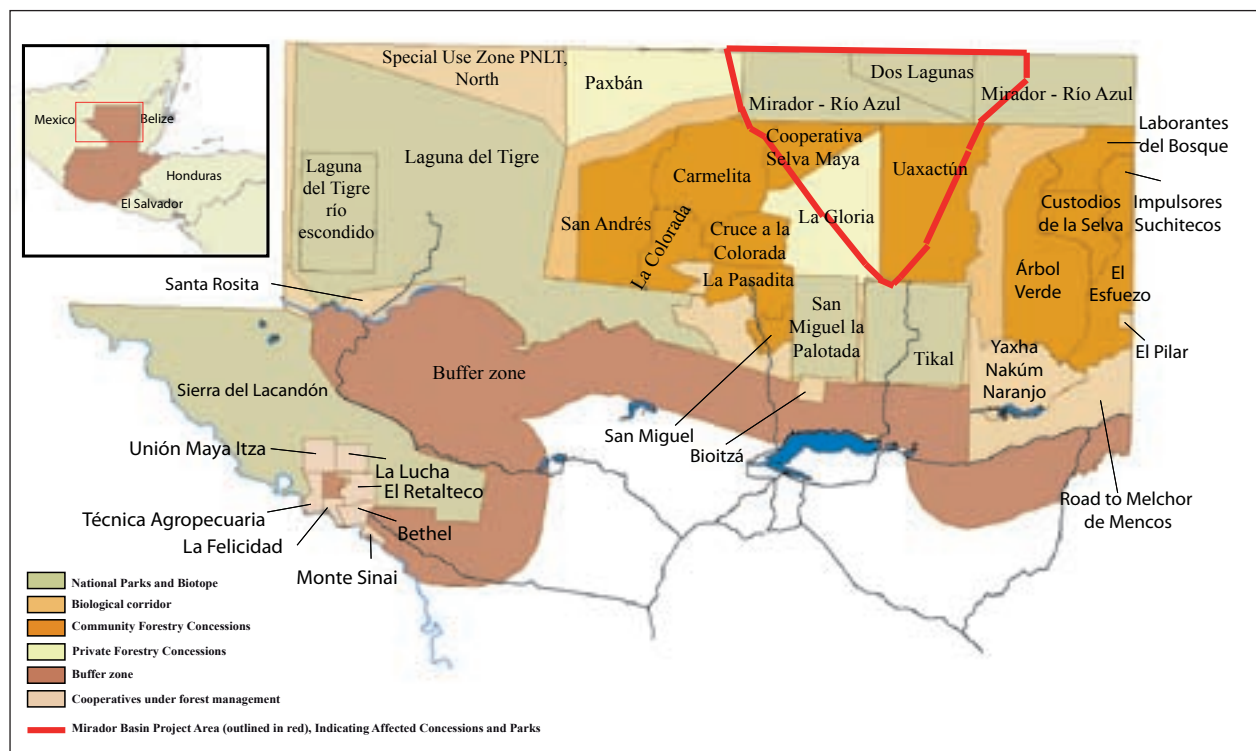 Mexico
Belize
Honduras
El Salvador
Special Use Zone PNLT,
North
Paxbán
Dos Lagunas
Mirador - Río Azul
Mirador - Río Azul
Laguna del Tigre
Laguna
del Tigre
río
escondido
Cooperativa
Selva Maya
Carmelita
Uaxactún
Laborantes
del Bosque
San Andrés
La Colorada
Cruce a la
Colorada
La Gloria
Custodios
de la Selva
Impulsores
Suchitecos
La Pasadita
Árbol
Verde
El
Esfuezo
Santa Rosita
San
Miguel la
Palotada
Tikal
Yaxha
Nakúm
Naranjo
El Pilar
Sierra del Lacandón
Buffer zone
San Miguel
Bioitzá
Unión Maya Itza
La Lucha
El Retalteco
Road to Melchor
de Mencos
Técnica Agropecuaria
La Felicidad
Bethel
Monte Sinai
National Parks and Biotope
Biological corridor
Community Forestry Concessions
Private Forestry Concessions
Buffer zone
Cooperatives under forest management
Mirador Basin Project Area (outlined in red), Indicating Affected Concessions and Parks